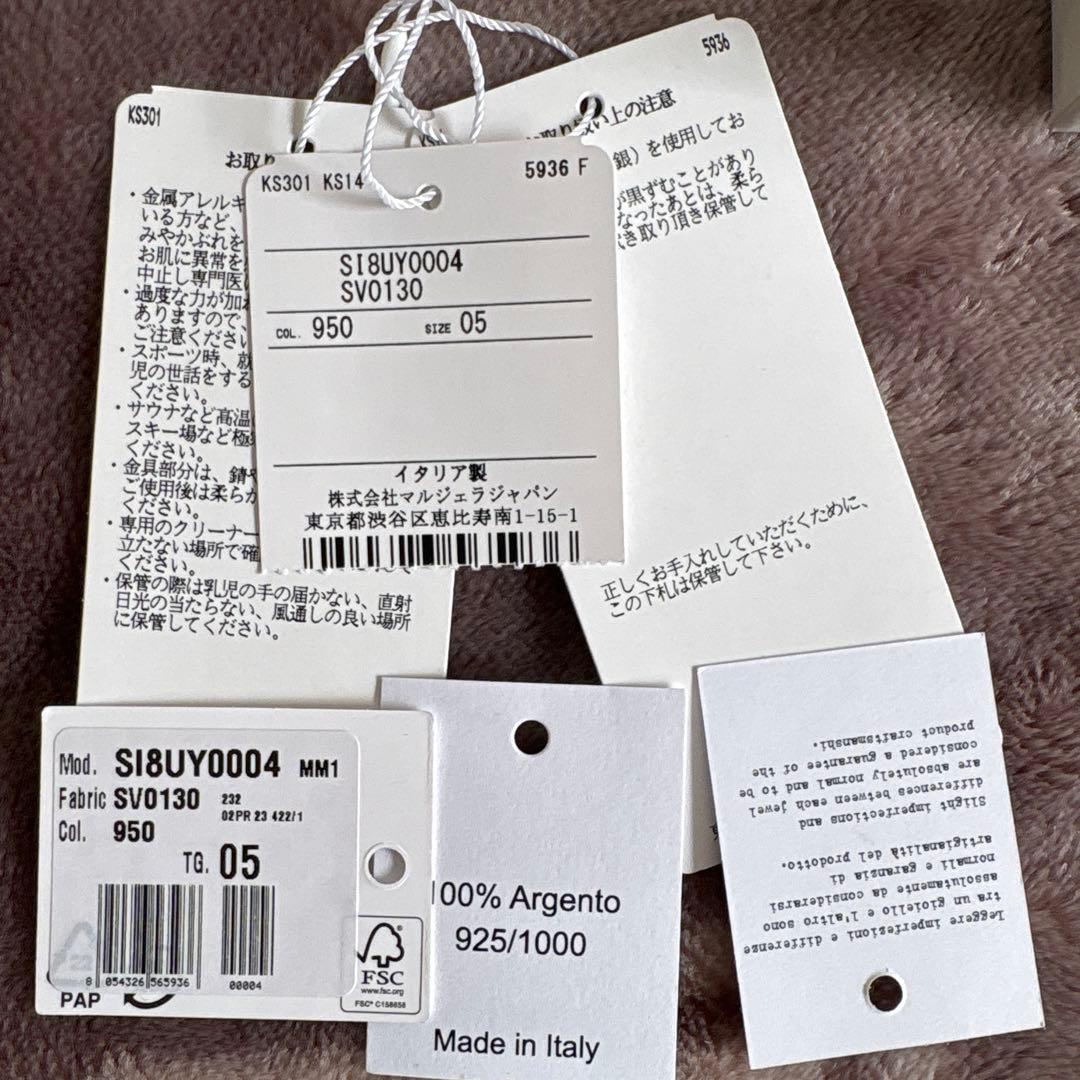 KS301
お取り
・金属アレルギ
いる方など、
みやかぶれを
お肌に異常を
中止し専門医
・過度な力が加
ありますので、
ご注意ください
・スポーツ時、就
児の世話をする
ください。
・サウナなど高温
スキー場など極
ください。
・金具部分は、錆や
ご使用後は柔らか
ください。
・専用のクリーナー
立たない場所で確
ください。
・保管の際は乳児の手の届かない、直射
日光の当たらない、風通しの良い場所
に保管してください。
KS301 KS14
5936 F
SI8UY0004
SV0130
COL. 950 SIZE 05
イタリア製
株式会社マルジェラジャパン
東京都渋谷区恵比寿南1-15-1
5936
い上の注意
銀）を使用してお
が黒ずむことがあり
なったあとは、柔ら
き取り頂き保管して
正しくお手入れしていただくために、
この下札は保管して下さい。
Mod. SI8UY0004 MM1
Fabric SV0130 232
02PR 23 422/1
Col. 950
TG. 05
8 054326 565936
00004
PAP
FSC
www.fsc.org
FSC® C158658
100% Argento
925/1000
Made in Italy
Leggere imperfezioni e differenze
tra un gioiello e l'altro sono
assolutamente da considerarsi
normali e garanzia di
artigianalità del prodotto.
Slight imperfections and
differences between each jewel
are absolutely normal and to be
considered a guarantee of the
product craftsmanshi.